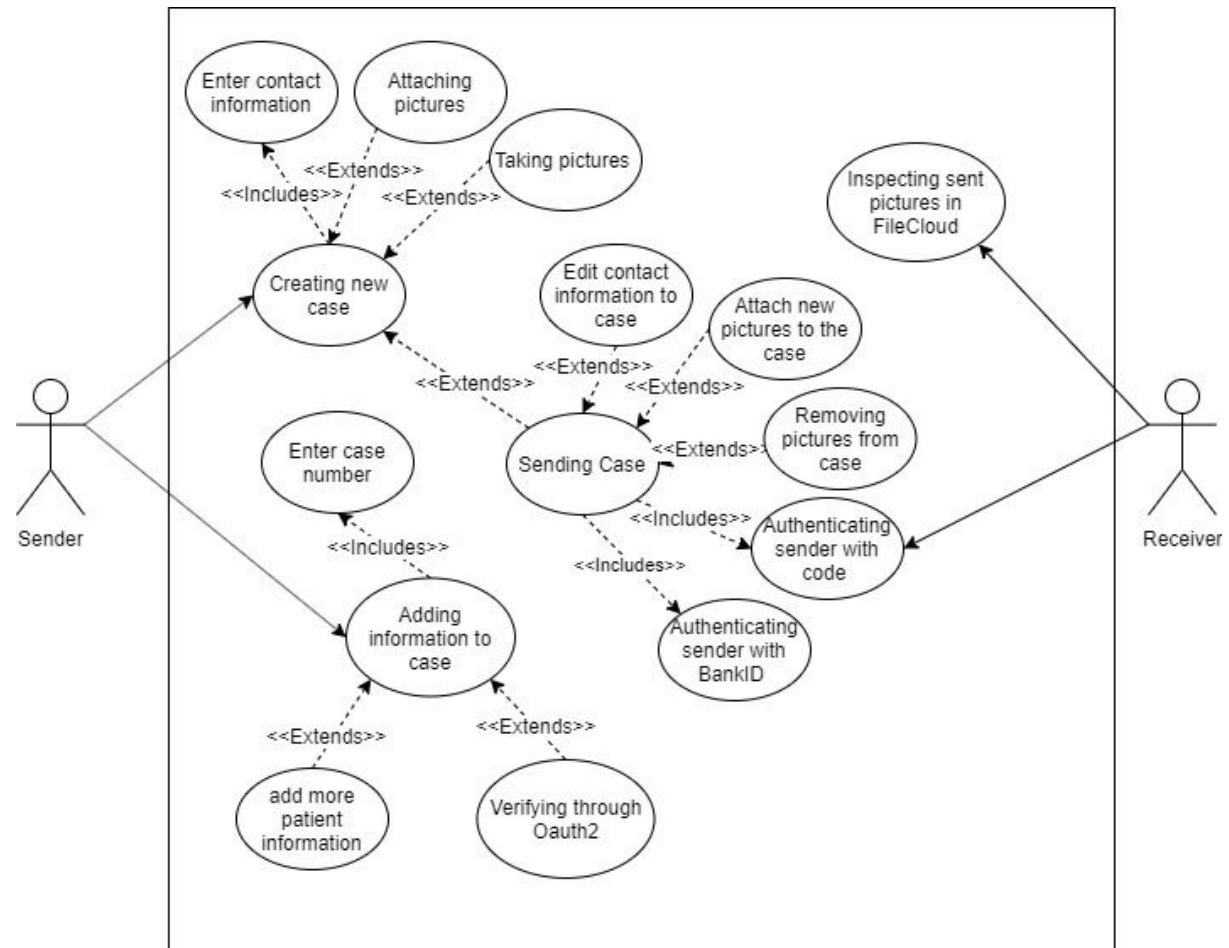 Enter contact
information
Attaching
pictures
Taking pictures
<<Extends>>
<<Includes>>
<<Extends>>
Inspecting sent
pictures in
FileCloud
Creating new
case
Edit contact
information to
case
Attach new
pictures to the
case
<<Extends>>
<<Extends>>
<<Extends>>
Removing
pictures from
case
<<Extends>>
Enter case
number
Sending Case
<<Includes>>
Authenticating
sender with
code
Sender
Receiver
<<Includes>>
<<Includes>>
Adding
information to
case
Authenticating
sender with
BankID
<<Extends>>
<<Extends>>
add more
patient
information
Verifying through
Oauth2